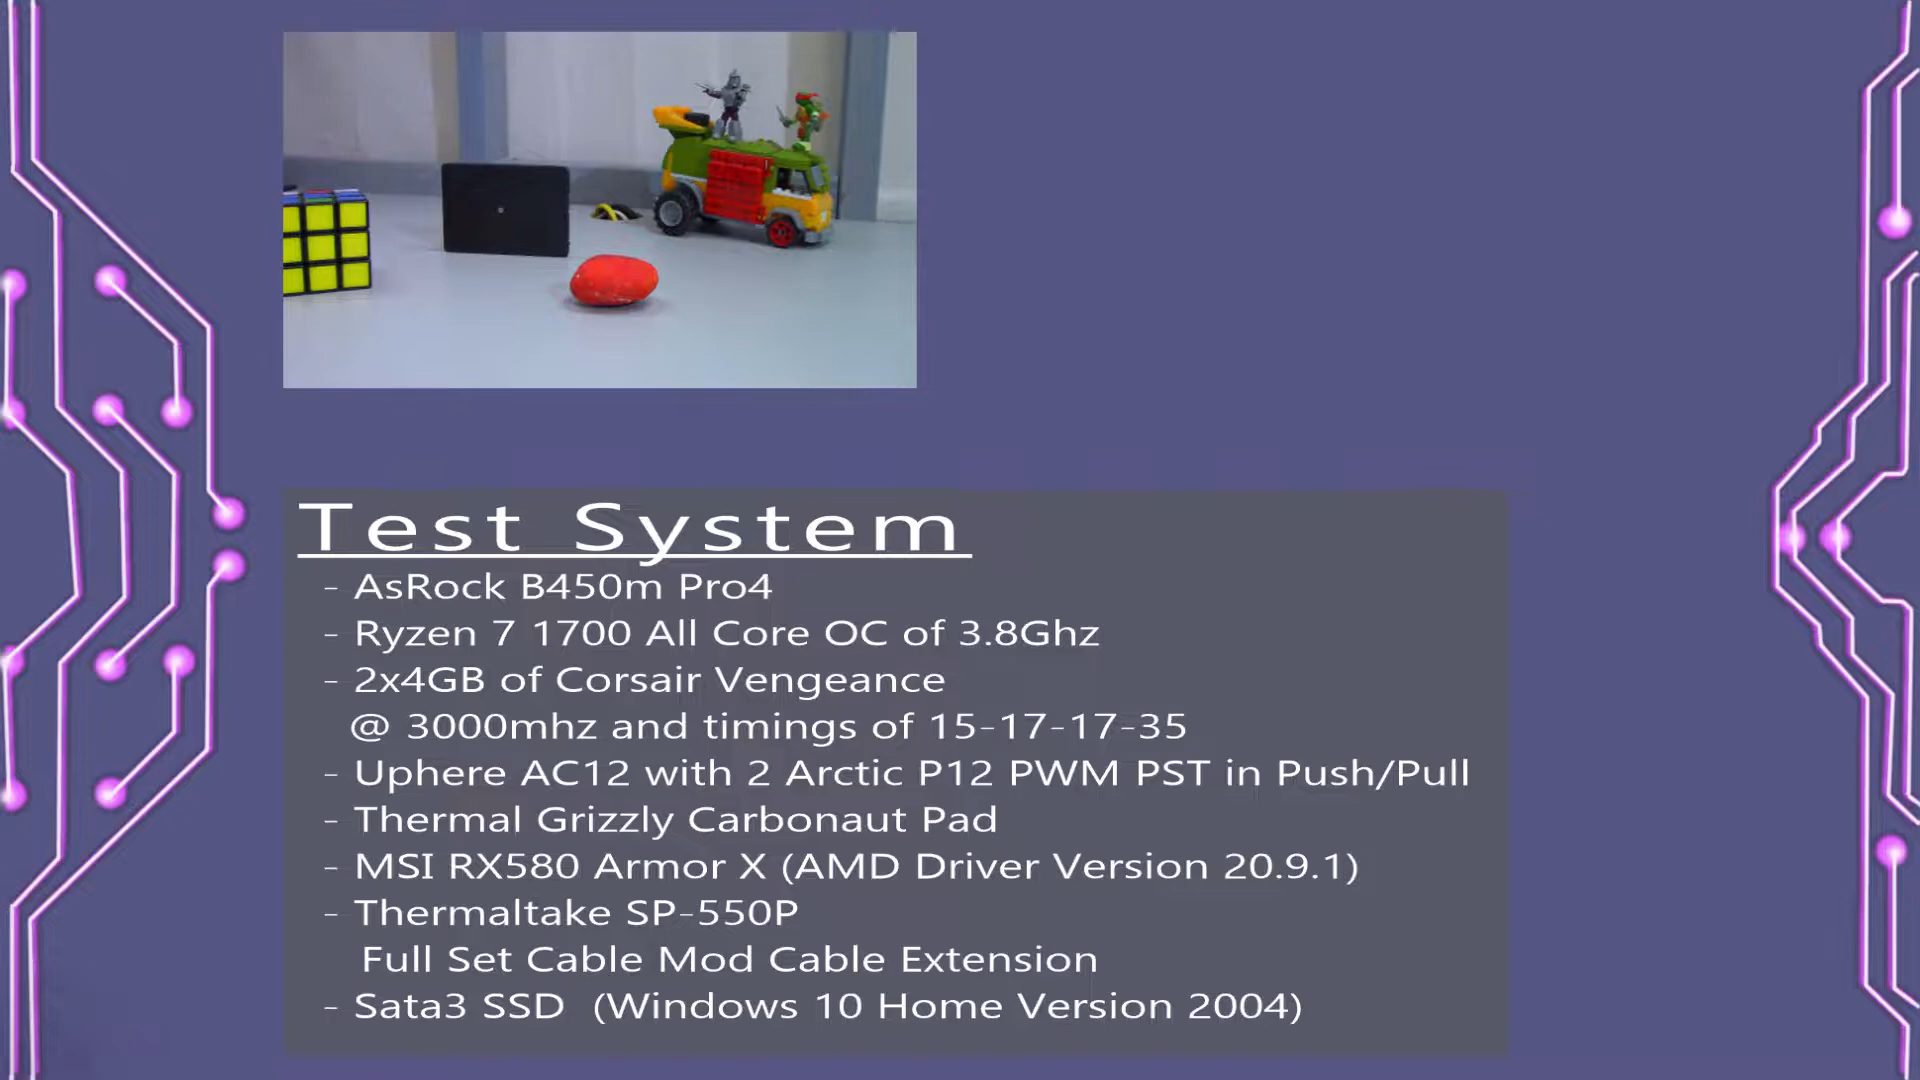 Test System
- AsRock B450m Pro4
- Ryzen 7 1700 All Core OC of 3.8Ghz
- 2x4GB of Corsair Vengeance
@ 3000mhz and timings of 15-17-17-35
- Uphere AC12 with 2 Arctic P12 PWM PST in Push/Pull
- Thermal Grizzly Carbonaut Pad
- MSI RX580 Armor X (AMD Driver Version 20.9.1)
- Thermaltake SP-550P
Full Set Cable Mod Cable Extension
- Sata3 SSD (Windows 10 Home Version 2004)